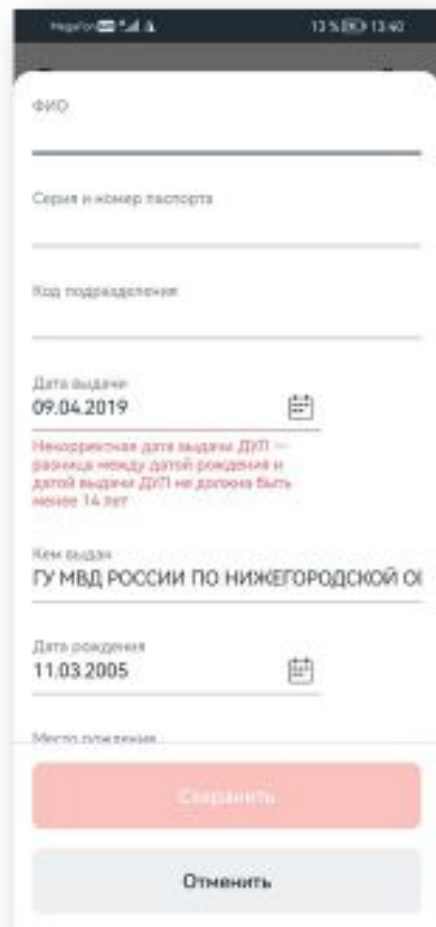 MegaFon
13 % 13:40
ФИО
Серия и номер паспорта
Код подразделения
Дата выдачи
09.04.2019
Некорректная дата выдачи ДУЛ —
разница между датой рождения и
датой выдачи ДУЛ не должна быть
менее 14 лет
Кем выдан
ГУ МВД РОССИИ ПО НИЖЕГОРОДСКОЙ ОБ
Дата рождения
11.03.2005
Место рождения
Сохранить
Отменить